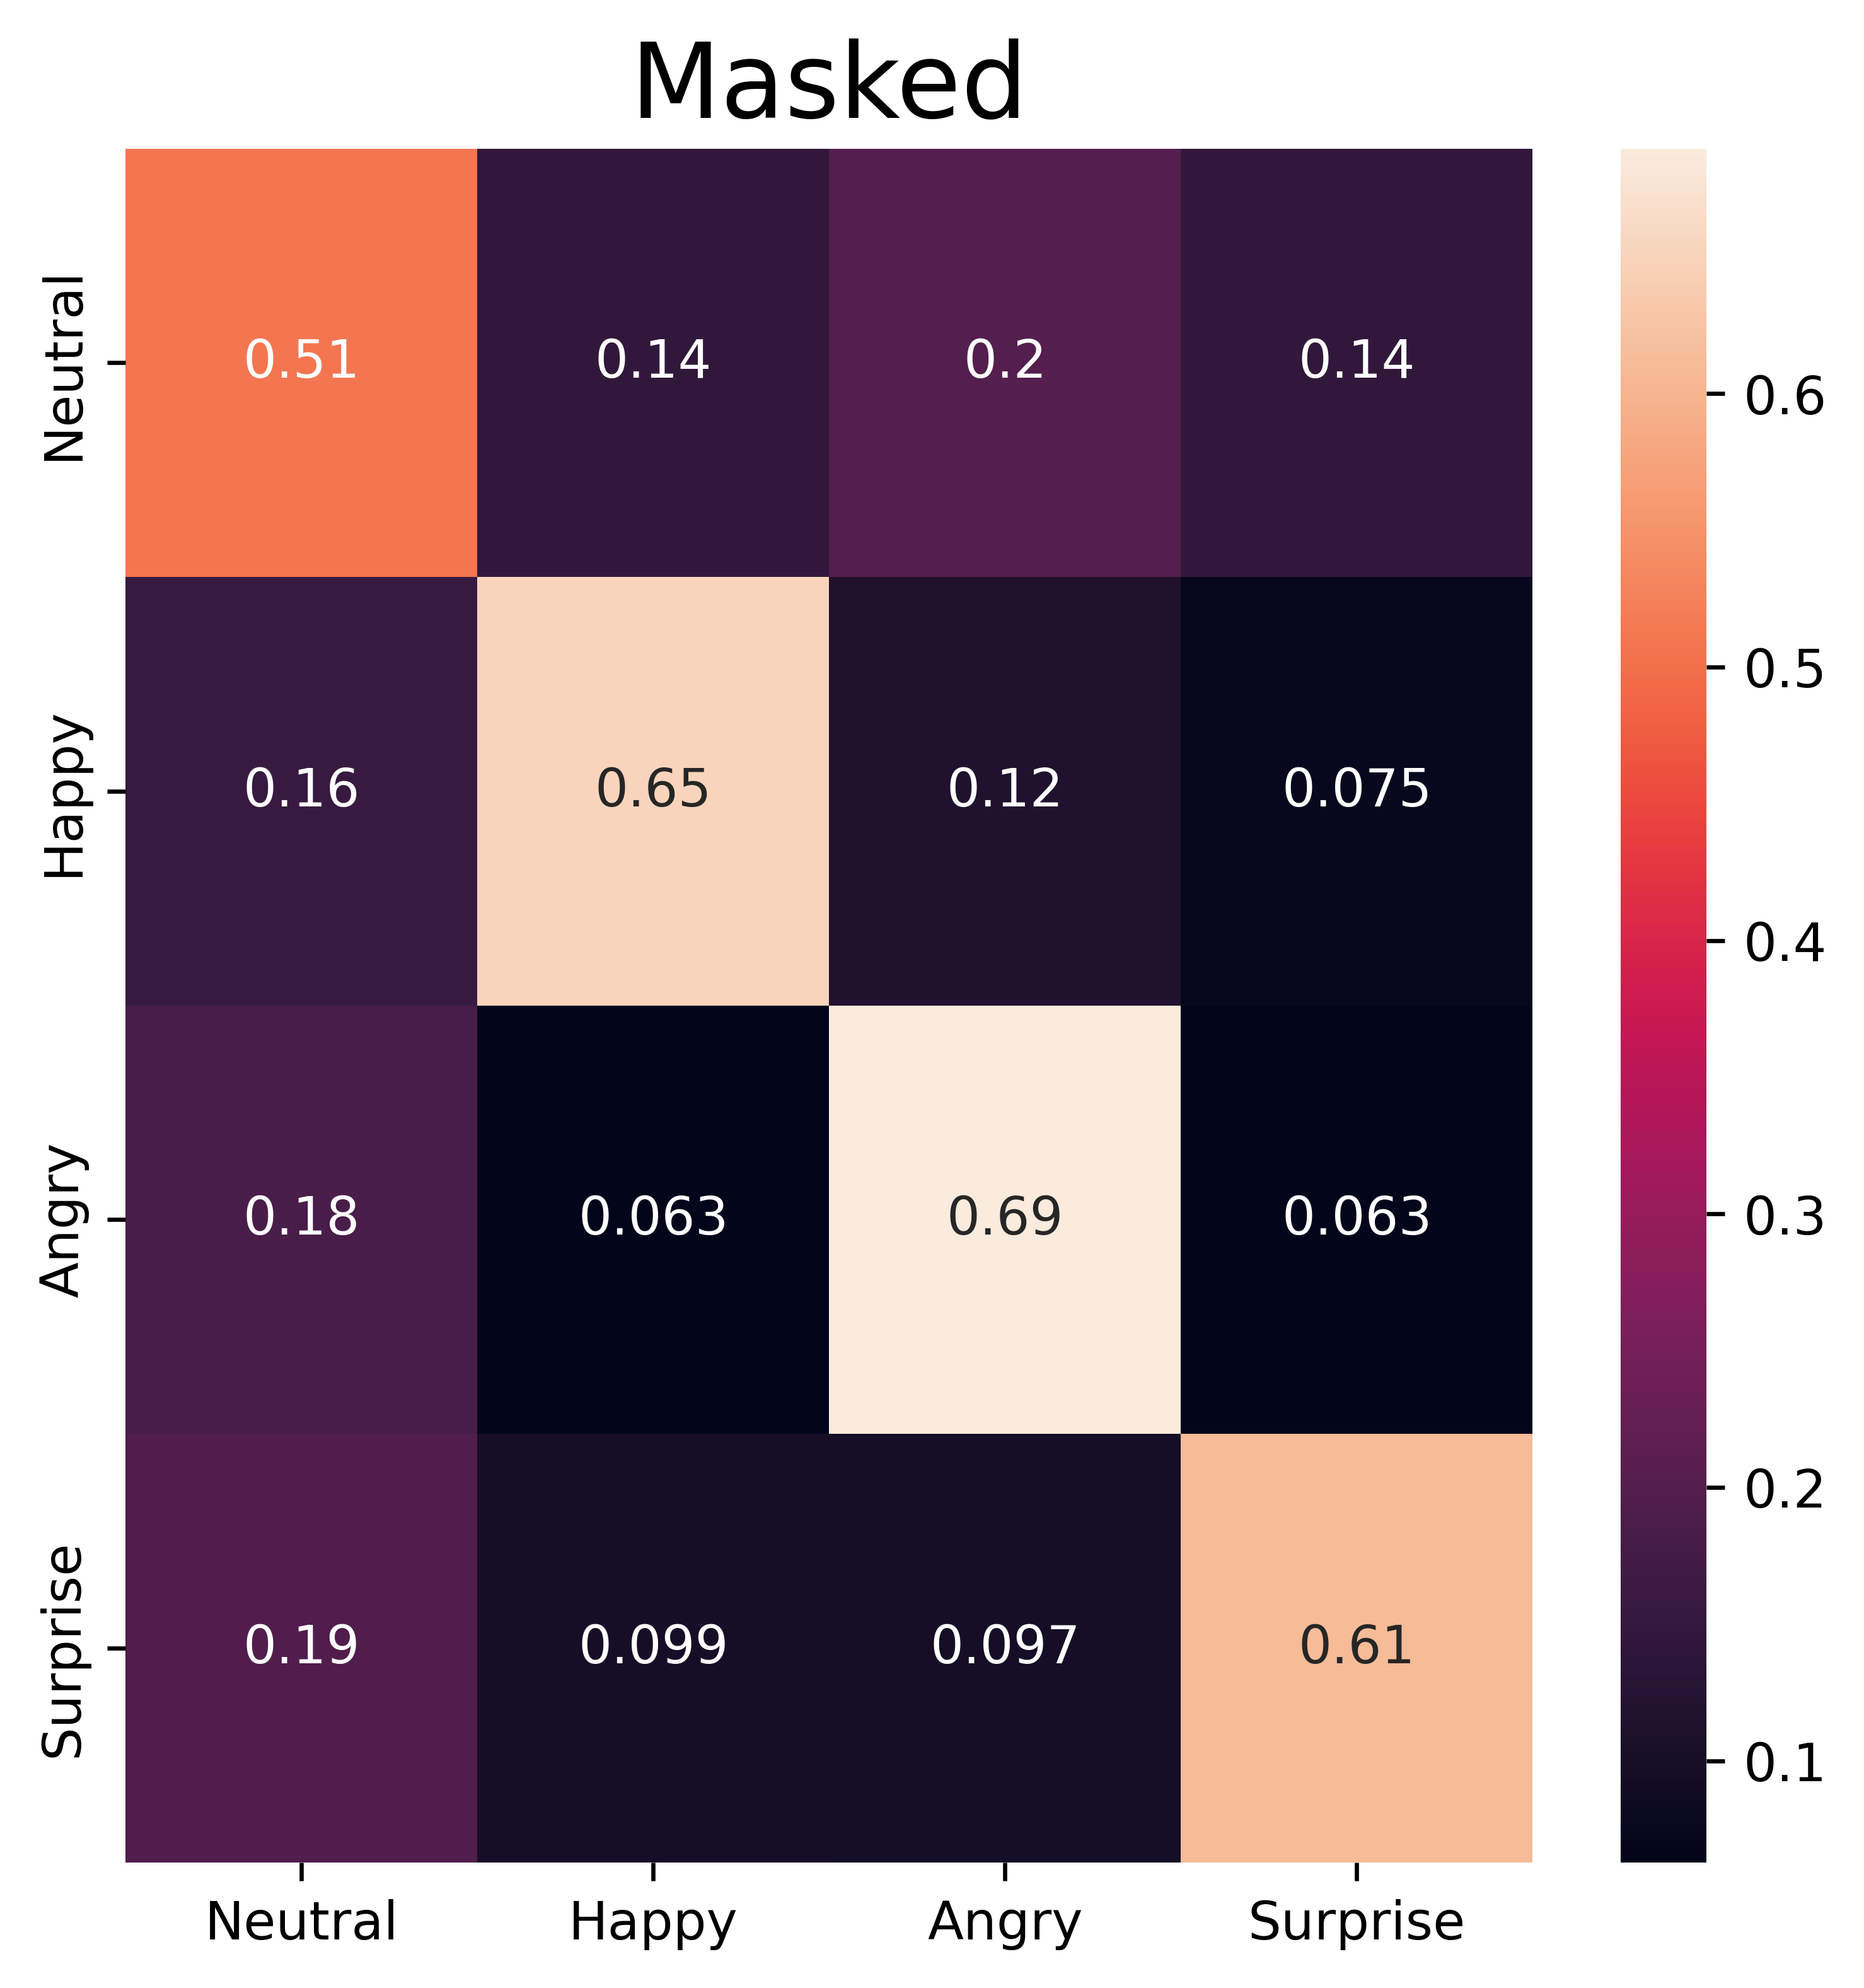 Masked
Neutral 0.51 0.14 0.2 0.14
Happy 0.16 0.65 0.12 0.075
Angry 0.18 0.063 0.69 0.063
Surprise 0.19 0.099 0.097 0.61
Neutral Happy Angry Surprise
0.6
0.5
0.4
0.3
0.2
0.1